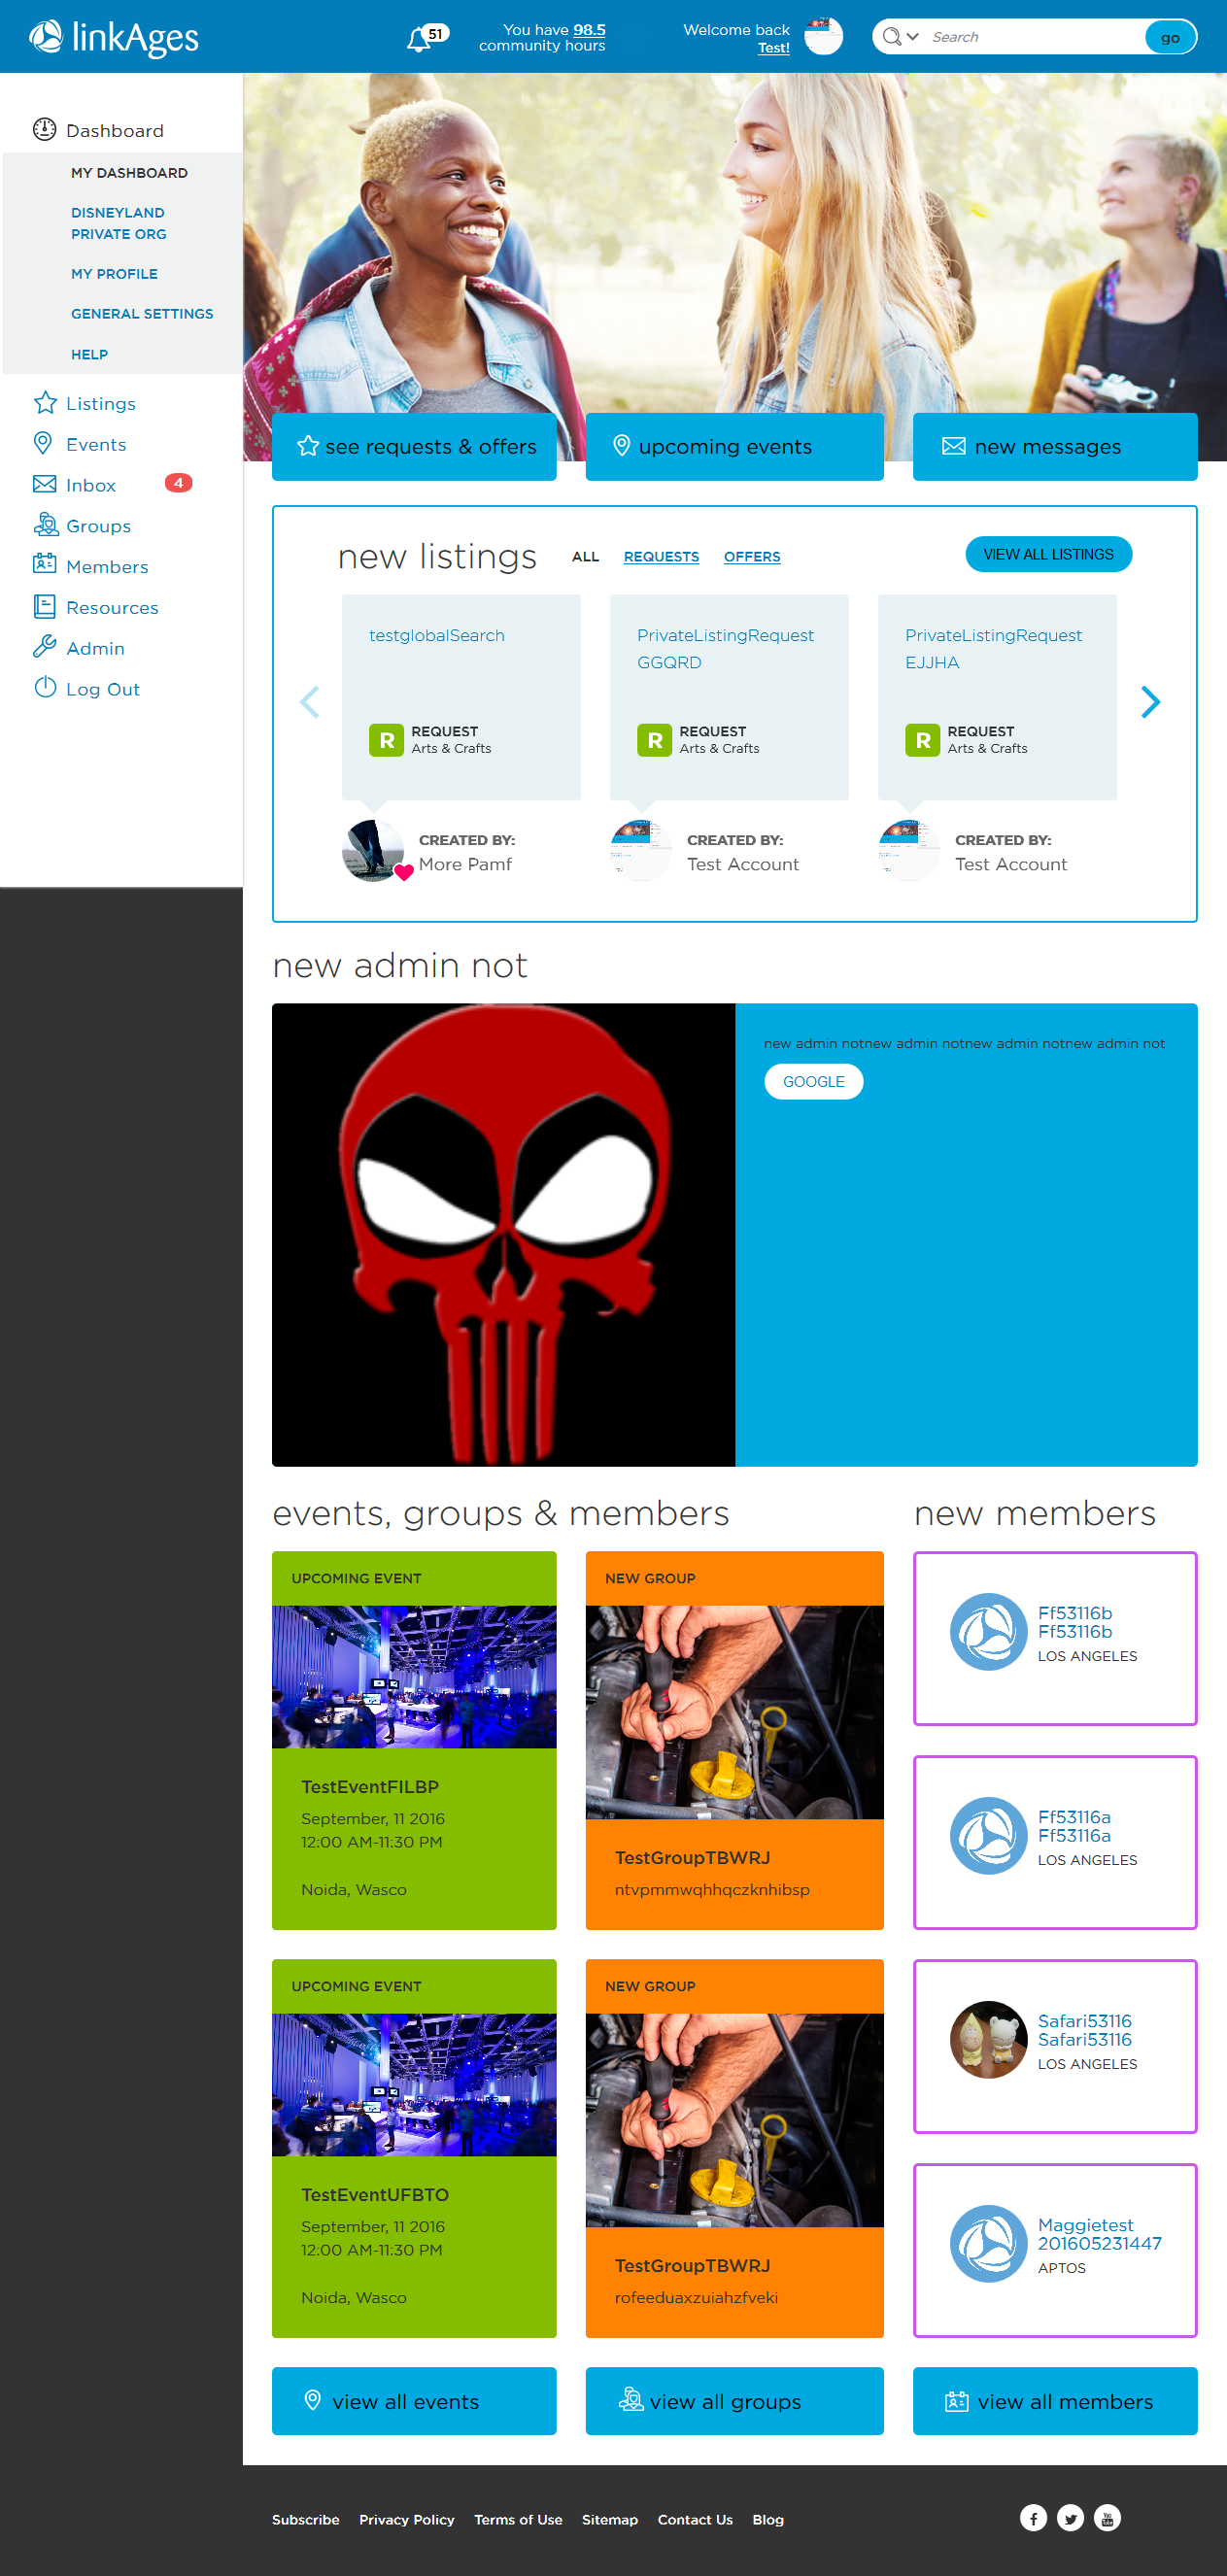 linkAges
51
You have 98.5
community hours
Welcome back
Test!
Search
go
Dashboard
MY DASHBOARD
DISNEYLAND
PRIVATE ORG
MY PROFILE
GENERAL SETTINGS
HELP
Listings
Events
Inbox 4
Groups
Members
Resources
Admin
Log Out
see requests & offers
upcoming events
new messages
new listings ALL REQUESTS OFFERS VIEW ALL LISTINGS
testglobalSearch
R REQUEST
Arts & Crafts
CREATED BY:
More Pamf
PrivateListingRequest
GGQRD
R REQUEST
Arts & Crafts
CREATED BY:
Test Account
PrivateListingRequest
EJJHA
R REQUEST
Arts & Crafts
CREATED BY:
Test Account
new admin not
new admin notnew admin notnew admin notnew admin not
GOOGLE
events, groups & members
UPCOMING EVENT
TestEventFILBP
September, 11 2016
12:00 AM-11:30 PM
Noida, Wasco
NEW GROUP
TestGroupTBWRJ
ntvpmmwqhhqczknhibsp
UPCOMING EVENT
TestEventUFBTO
September, 11 2016
12:00 AM-11:30 PM
Noida, Wasco
NEW GROUP
TestGroupTBWRJ
rofeeduaxzuiahzfveki
new members
Ff53116b
Ff53116b
LOS ANGELES
Ff53116a
Ff53116a
LOS ANGELES
Safari53116
Safari53116
LOS ANGELES
Maggietest
201605231447
APTOS
view all events
view all groups
view all members
Subscribe Privacy Policy Terms of Use Sitemap Contact Us Blog
You Tube